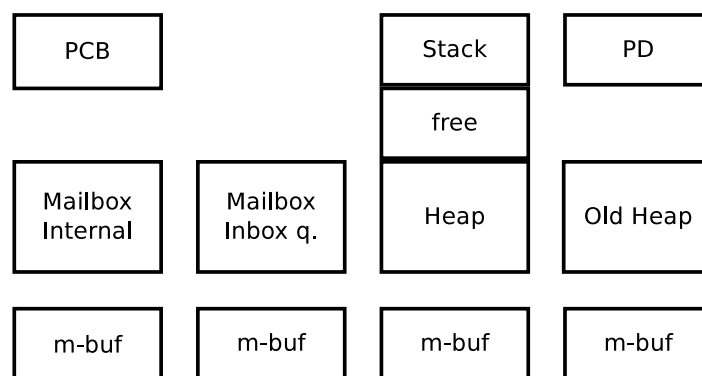 PCB
Stack
PD
free
Mailbox
Internal
Mailbox
Inbox q.
Heap
Old Heap
m-buf
m-buf
m-buf
m-buf